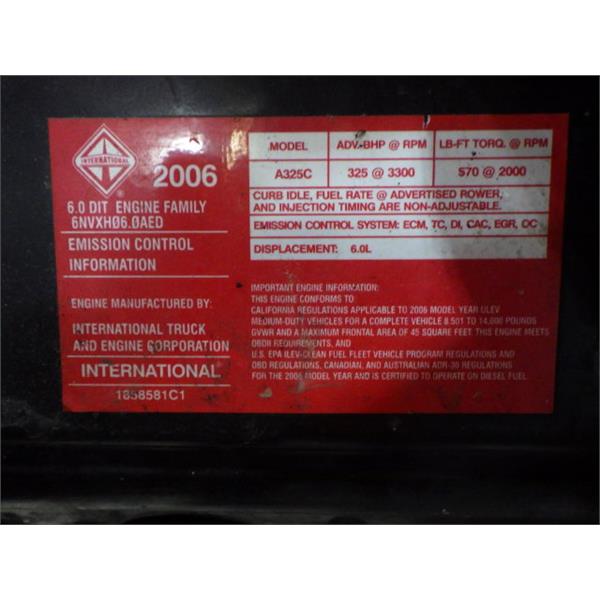 INTERNATIONAL
2006
6.0 DIT ENGINE FAMILY
6NVXHØ6.ØAED
EMISSION CONTROL
INFORMATION
ENGINE MANUFACTURED BY:
INTERNATIONAL TRUCK
AND ENGINE CORPORATION
INTERNATIONAL
1858581C1
MODEL ADV-BHP @ RPM LB-FT TORQ. @ RPM
A325C 325 @ 3300 570 @ 2000
CURB IDLE, FUEL RATE @ ADVERTISED POWER,
AND INJECTION TIMING ARE NON-ADJUSTABLE.
EMISSION CONTROL SYSTEM: ECM, TC, DI, CAC, EGR, OC
DISPLACEMENT: 6.0L
IMPORTANT ENGINE INFORMATION:
THIS ENGINE CONFORMS TO
CALIFORNIA REGULATIONS APPLICABLE TO 2006 MODEL YEAR ULEV
MEDIUM-DUTY VEHICLES FOR A COMPLETE VEHICLE 8,501 TO 14,000 POUNDS
GVWR AND A MAXIMUM FRONTAL AREA OF 45 SQUARE FEET. THIS ENGINE MEETS
OBDII REQUIREMENTS, AND
U.S. EPA ILEV-CLEAN FUEL FLEET VEHICLE PROGRAM REGULATIONS AND
OBD REGULATIONS, CANADIAN, AND AUSTRALIAN ADR-30 REGULATIONS
FOR THE 2006 MODEL YEAR AND IS CERTIFIED TO OPERATE ON DIESEL FUEL.